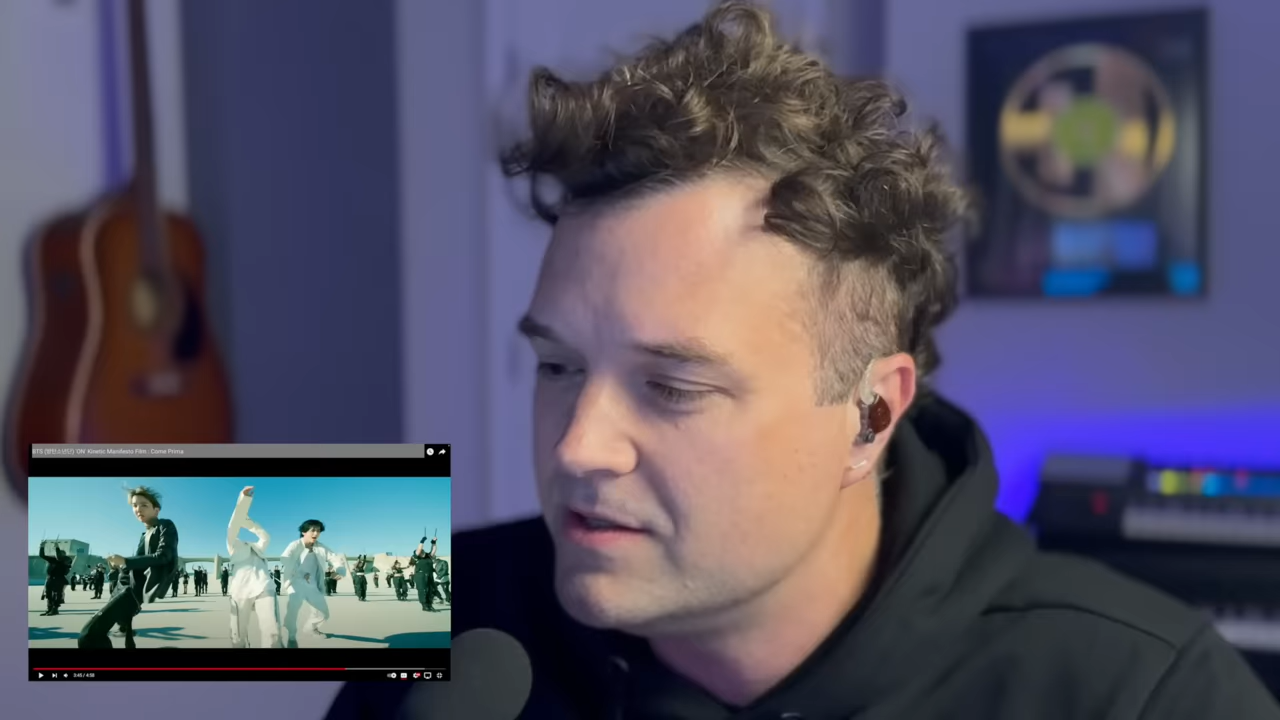 BTS (방탄소년단) 'ON' Kinetic Manifesto Film : Come Prima
3:45 / 4:58